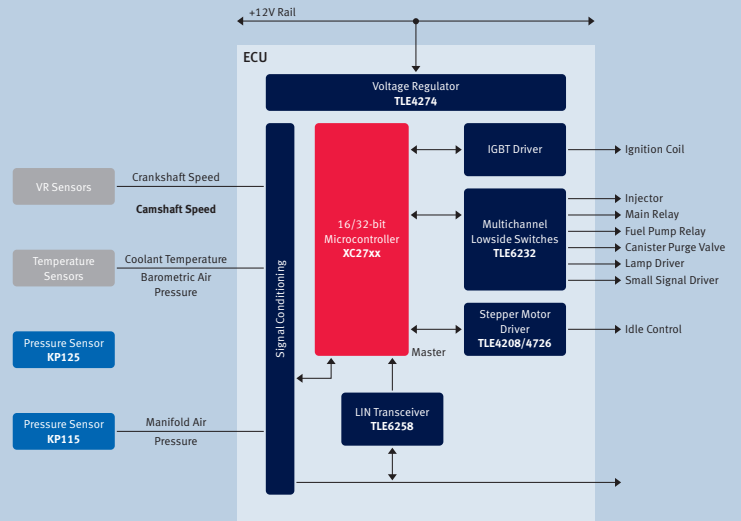 +12V Rail
ECU
Voltage Regulator
TLE4274
VR Sensors
Crankshaft Speed
Camshaft Speed
Temperature
Sensors
Coolant Temperature
Barometric Air
Pressure
Pressure Sensor
KP125
Pressure Sensor
KP115
Manifold Air
Pressure
Signal Conditioning
16/32-bit
Microcontroller
XC27xx
Master
LIN Transceiver
TLE6258
IGBT Driver
Ignition Coil
Multichannel
Lowside Switches
TLE6232
Injector
Main Relay
Fuel Pump Relay
Canister Purge Valve
Lamp Driver
Small Signal Driver
Stepper Motor
Driver
TLE4208/4726
Idle Control